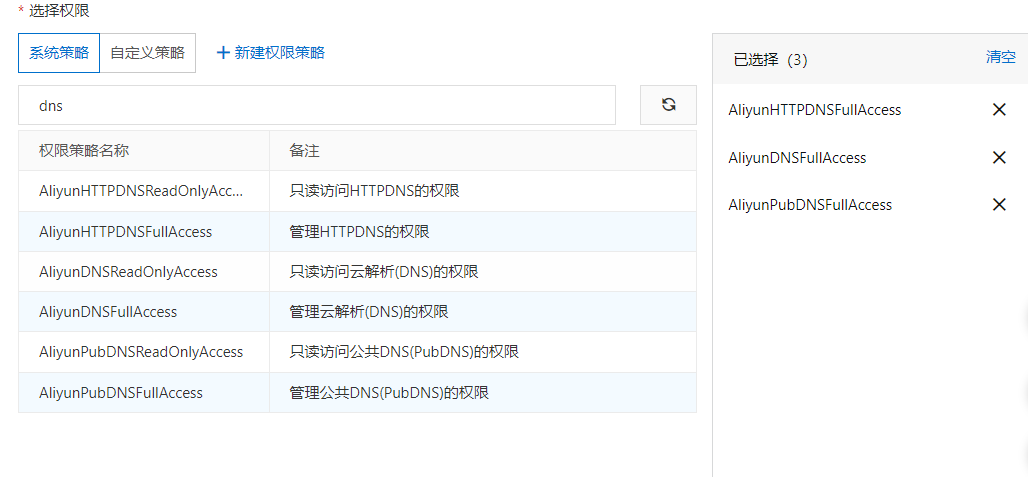 * 选择权限
系统策略 自定义策略 + 新建权限策略
dns
权限策略名称 备注
AliyunHTTPDNSReadOnlyAcc... 只读访问HTTPDNS的权限
AliyunHTTPDNSFullAccess 管理HTTPDNS的权限
AliyunDNSReadOnlyAccess 只读访问云解析(DNS)的权限
AliyunDNSFullAccess 管理云解析(DNS)的权限
AliyunPubDNSReadOnlyAccess 只读访问公共DNS(PubDNS)的权限
AliyunPubDNSFullAccess 管理公共DNS(PubDNS)的权限
已选择（3） 清空
AliyunHTTPDNSFullAccess
AliyunDNSFullAccess
AliyunPubDNSFullAccess